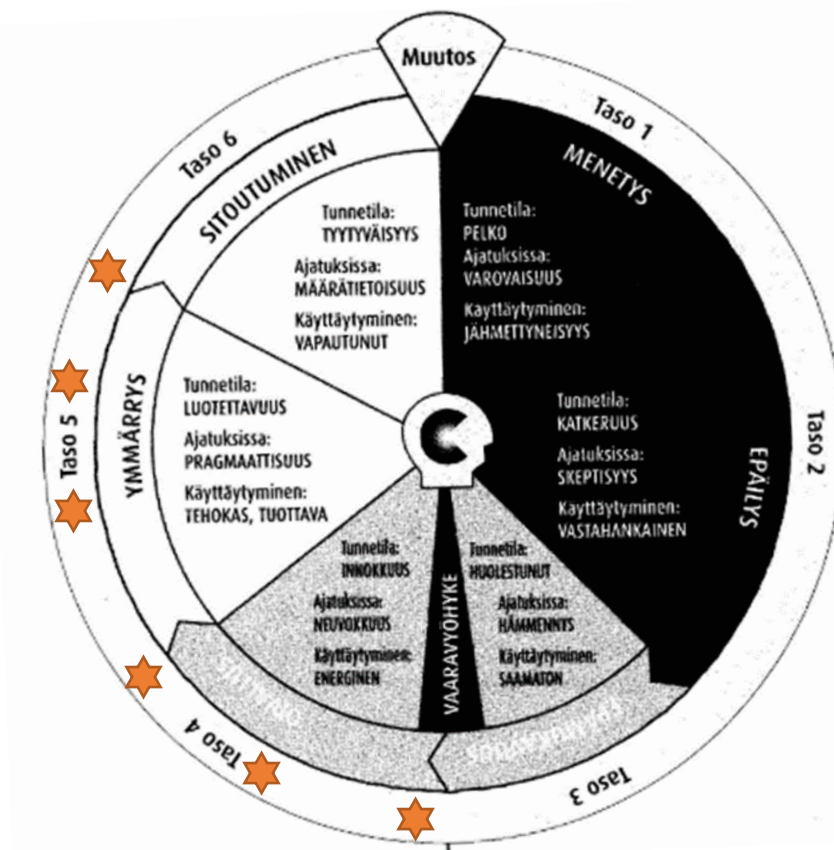 Muutos
Taso 1
MENETYS
Tunnetila:
PELKO
Ajatuksissa:
VAROVAISUUS
Käyttäytyminen:
JÄHMETTYNEISYYS
Taso 2
EPÄILYS
Tunnetila:
KATKERUUS
Ajatuksissa:
SKEPTISYYS
Käyttäytyminen:
VASTAHANKAINEN
Taso 3
EPÄMUKAVUUS
Tunnetila:
HUOLESTUNUT
Ajatuksissa:
HÄMMENNYS
Käyttäytyminen:
SAAMATON
VAARAVYÖHYKE
Taso 4
OIVALLUS
Tunnetila:
INNOKKUUS
Ajatuksissa:
NEUVOKKUUS
Käyttäytyminen:
ENERGINEN
Taso 5
YMMÄRRYS
Tunnetila:
LUOTETTAVUUS
Ajatuksissa:
PRAGMAATTISUUS
Käyttäytyminen:
TEHOKAS, TUOTTAVA
Taso 6
SITOUTUMINEN
Tunnetila:
TYYTYVÄISYYS
Ajatuksissa:
MÄÄRÄTIETOISUUS
Käyttäytyminen:
VAPAUTUNUT